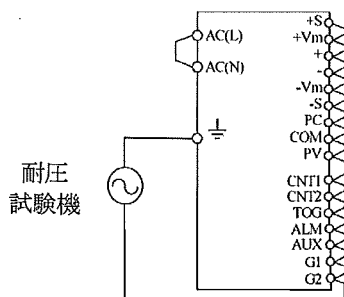 AC(L)
AC(N)
耐圧
試験機
+S
+Vm
+
-
-Vm
-S
PC
COM
PV
CNT1
CNT2
TOG
ALM
AUX
G1
G2